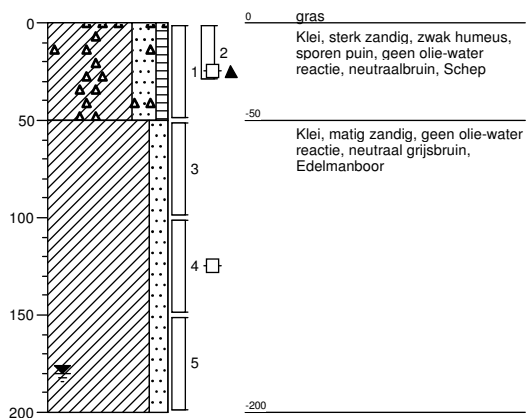 0
50
100
150
200
1
2
3
4
5
0
gras
Klei, sterk zandig, zwak humeus,
sporen puin, geen olie-water
reactie, neutraalbruin, Schep
-50
Klei, matig zandig, geen olie-water
reactie, neutraal grijsbruin,
Edelmanboor
-200